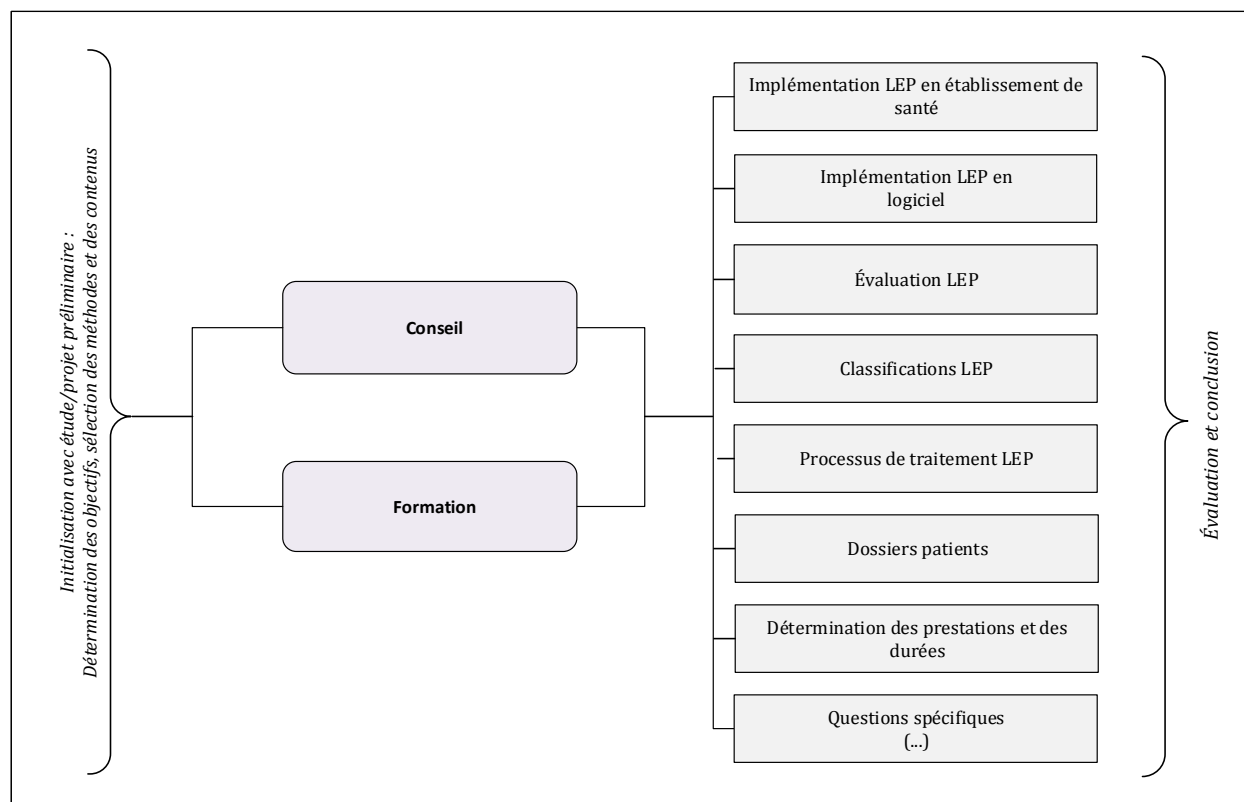 Initialisation avec étude/projet préliminaire :
Détermination des objectifs, sélection des méthodes et des contenus
Conseil
Formation
Implémentation LEP en établissement de
santé
Implémentation LEP en
logiciel
Évaluation LEP
Classifications LEP
Processus de traitement LEP
Dossiers patients
Détermination des prestations et des
durées
Questions spécifiques
(...)
Évaluation et conclusion